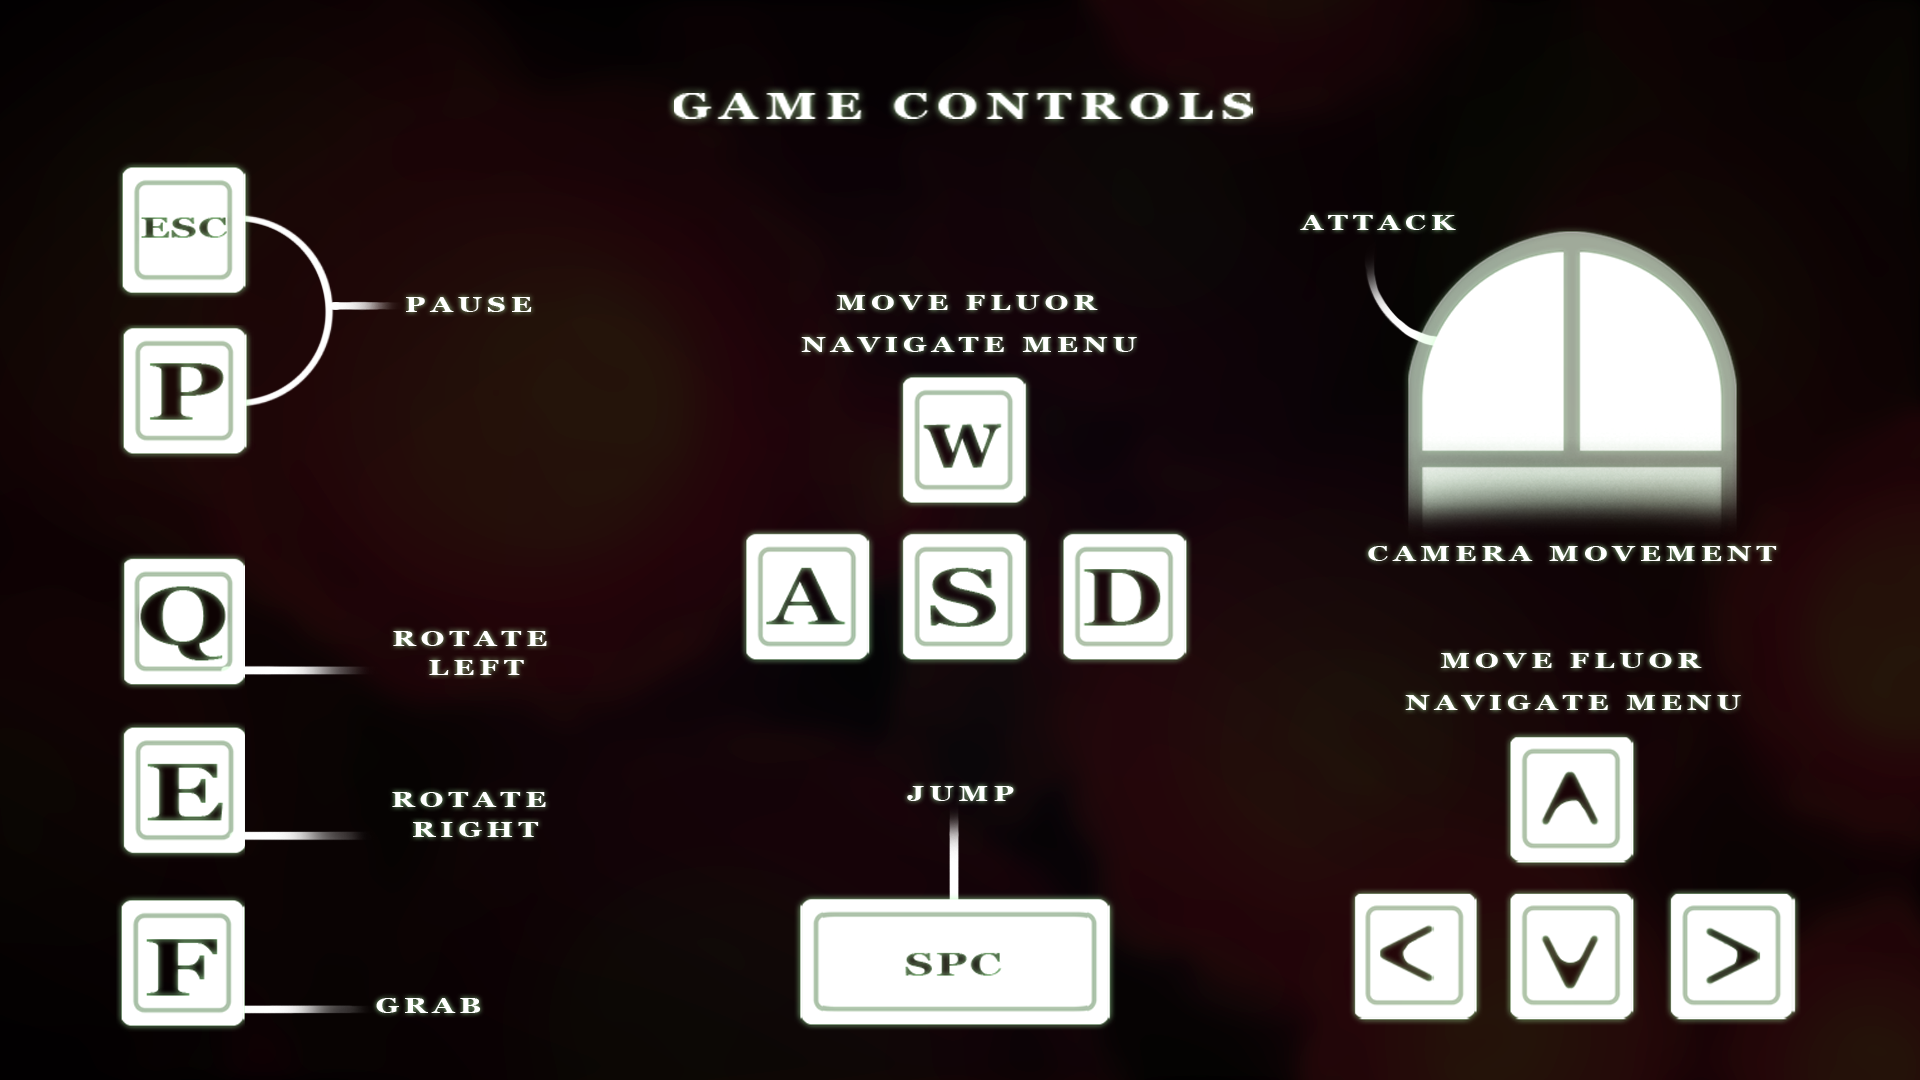 GAME CONTROLS
ESC
P
PAUSE
Q
ROTATE
LEFT
E
ROTATE
RIGHT
F
GRAB
MOVE FLUOR
NAVIGATE MENU
W
A S D
JUMP
SPC
ATTACK
CAMERA MOVEMENT
MOVE FLUOR
NAVIGATE MENU